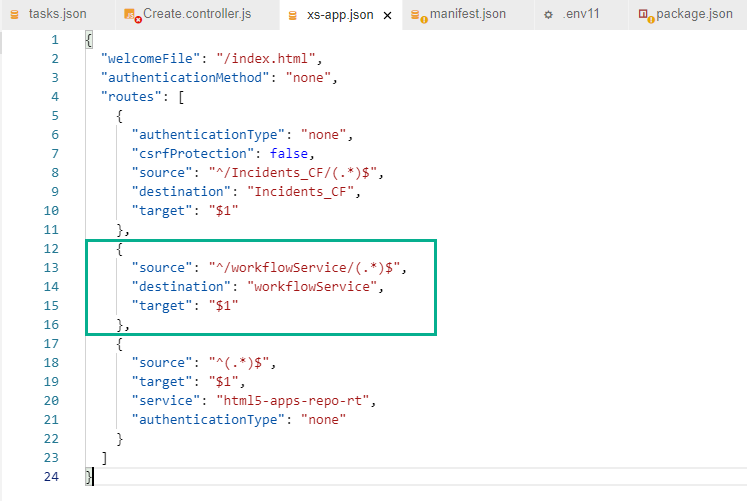 tasks.json Create.controller.js xs-app.json manifest.json .env11 package.json
1 {
2 "welcomeFile": "/index.html",
3 "authenticationMethod": "none",
4 "routes": [
5 {
6 "authenticationType": "none",
7 "csrfProtection": false,
8 "source": "^/Incidents_CF/(.*)$",
9 "destination": "Incidents_CF",
10 "target": "$1"
11 },
12 {
13 "source": "^/workflowService/(.*)$",
14 "destination": "workflowService",
15 "target": "$1"
16 },
17 {
18 "source": "^(.*)$",
19 "target": "$1",
20 "service": "html5-apps-repo-rt",
21 "authenticationType": "none"
22 }
23 ]
24 }